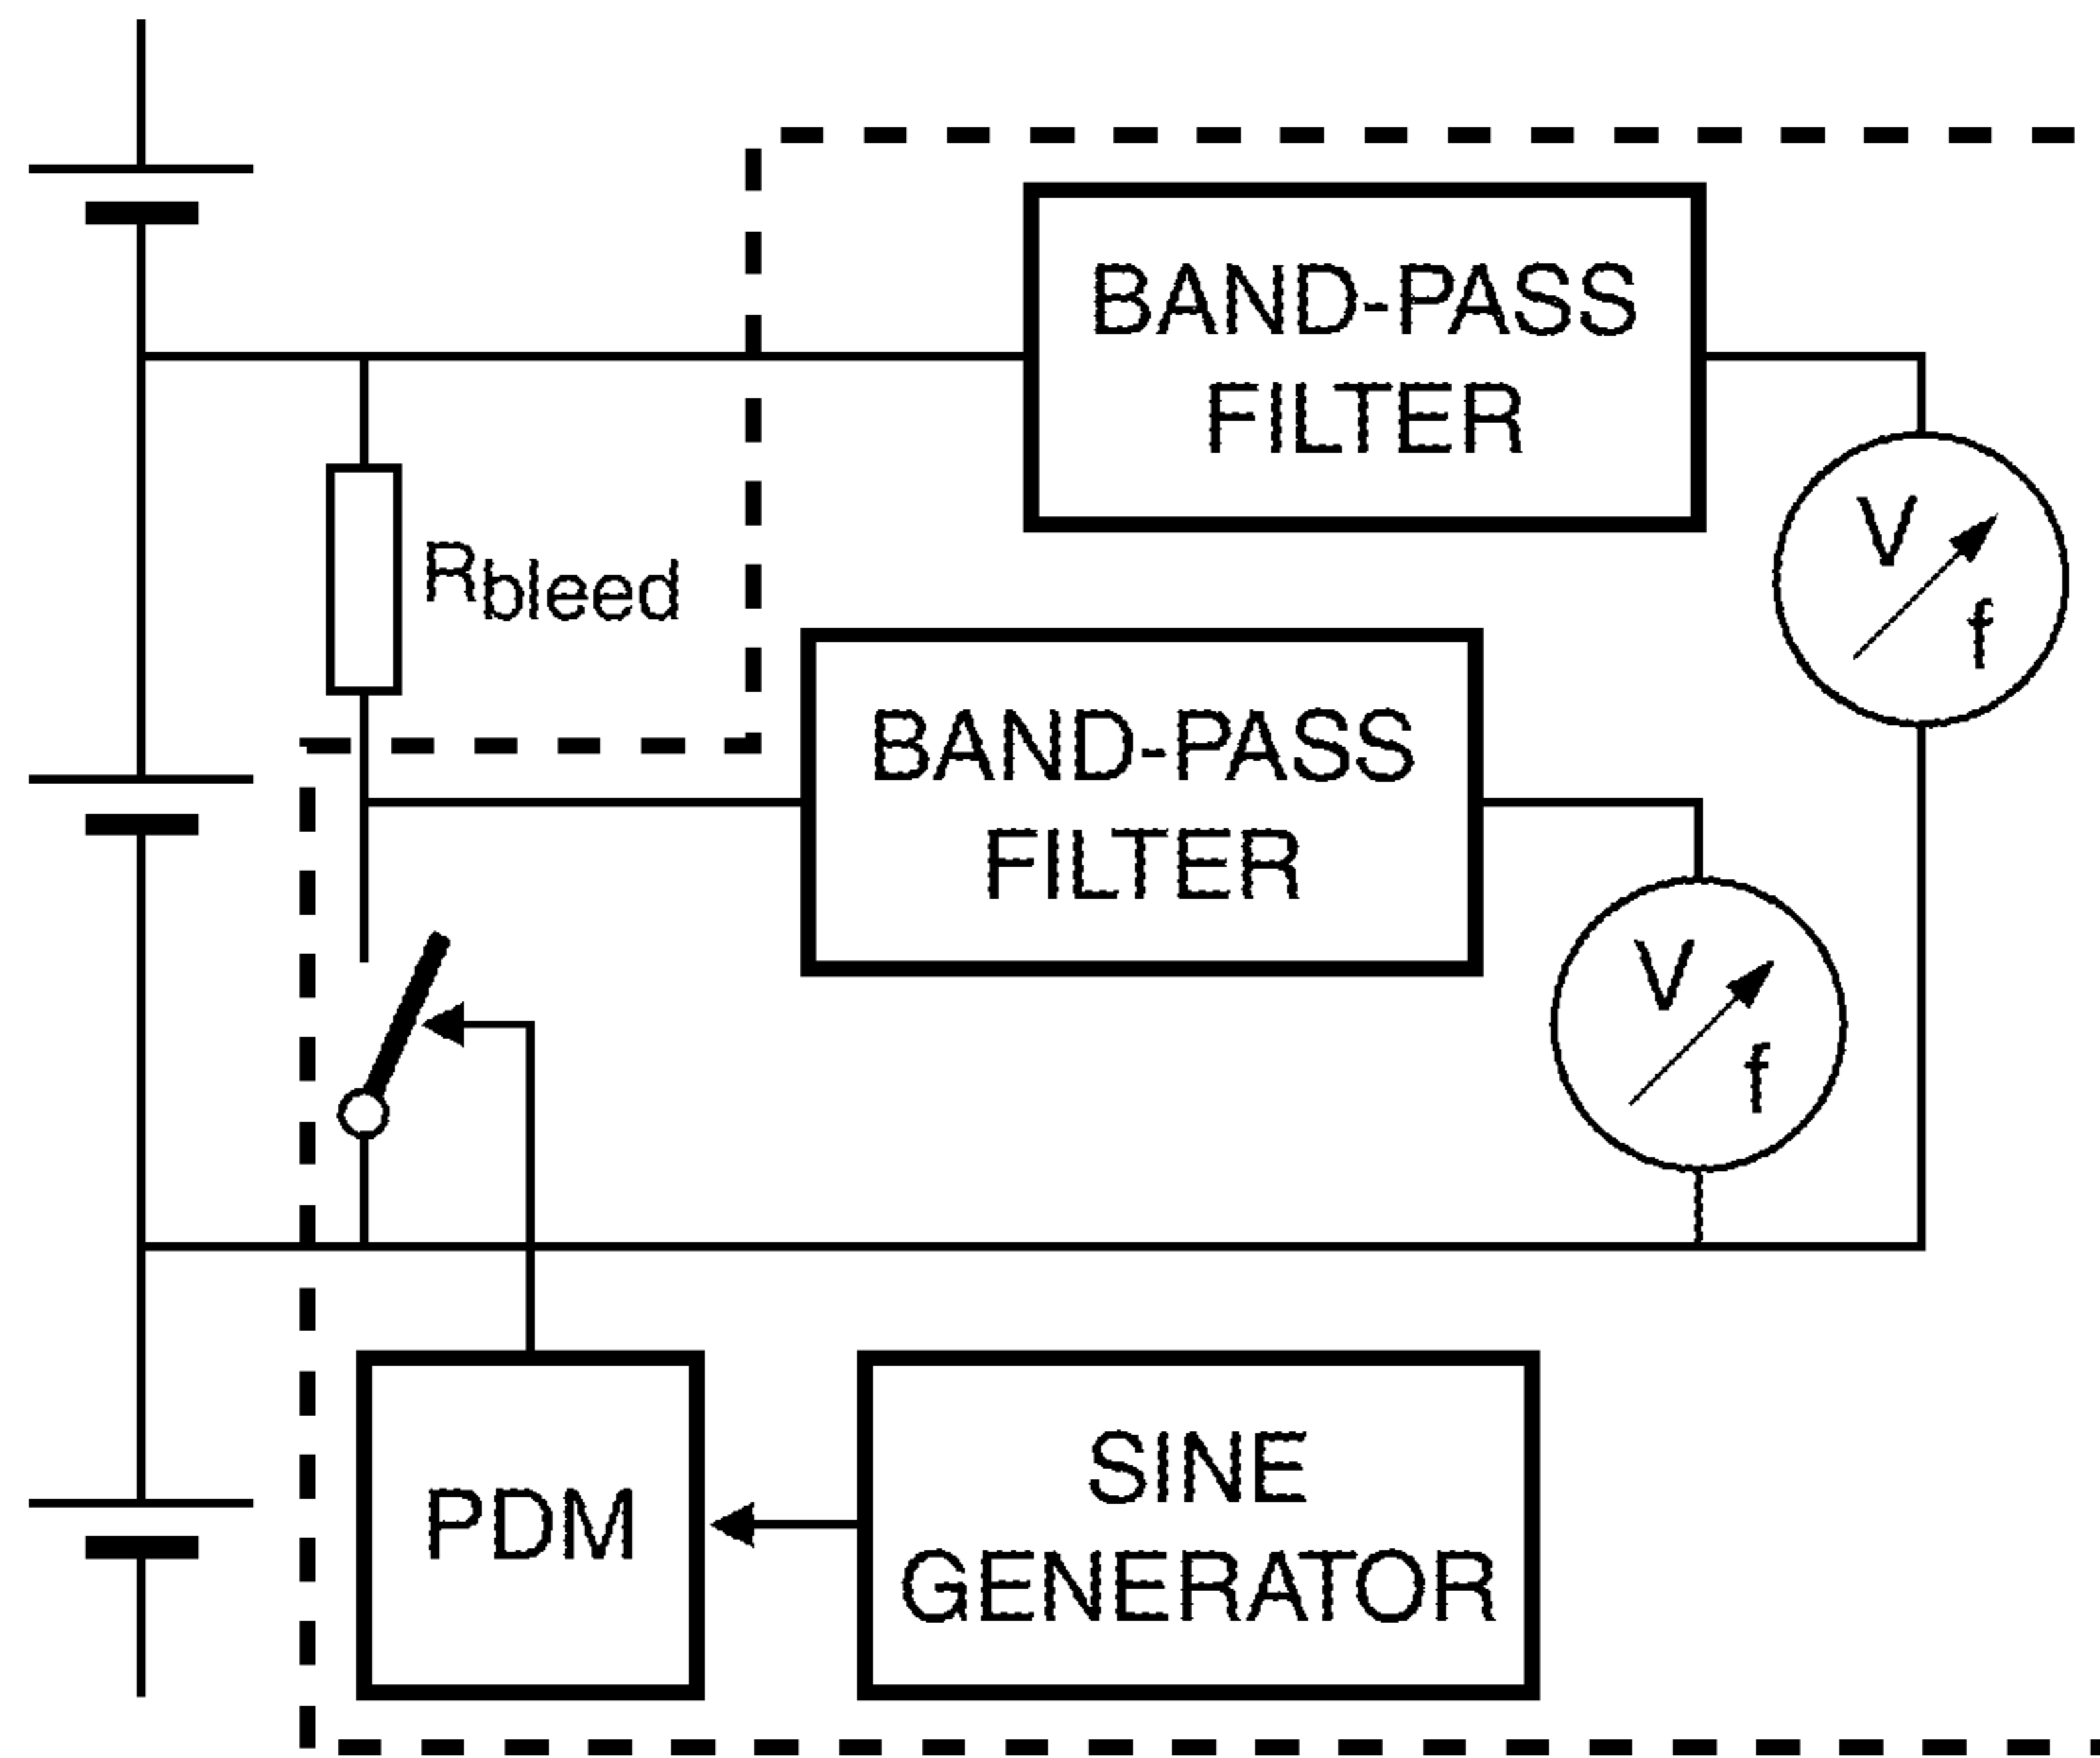 BAND-PASS
FILTER
V
f
Rbleed
BAND-PASS
FILTER
V
f
PDM
SINE
GENERATOR